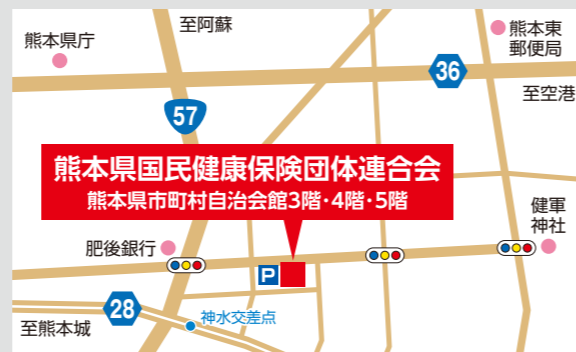 至阿蘇
熊本県庁
熊本東
郵便局
36
至空港
57
熊本県国民健康保険団体連合会
熊本県市町村自治会館3階・4階・5階
健軍
神社
肥後銀行
P
28
神水交差点
至熊本城